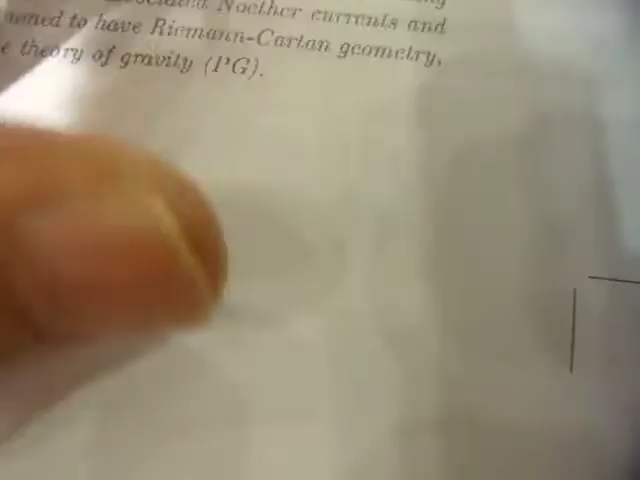 Noether currents and
to have Riemann-Cartan geometry,
theory of gravity (PG).